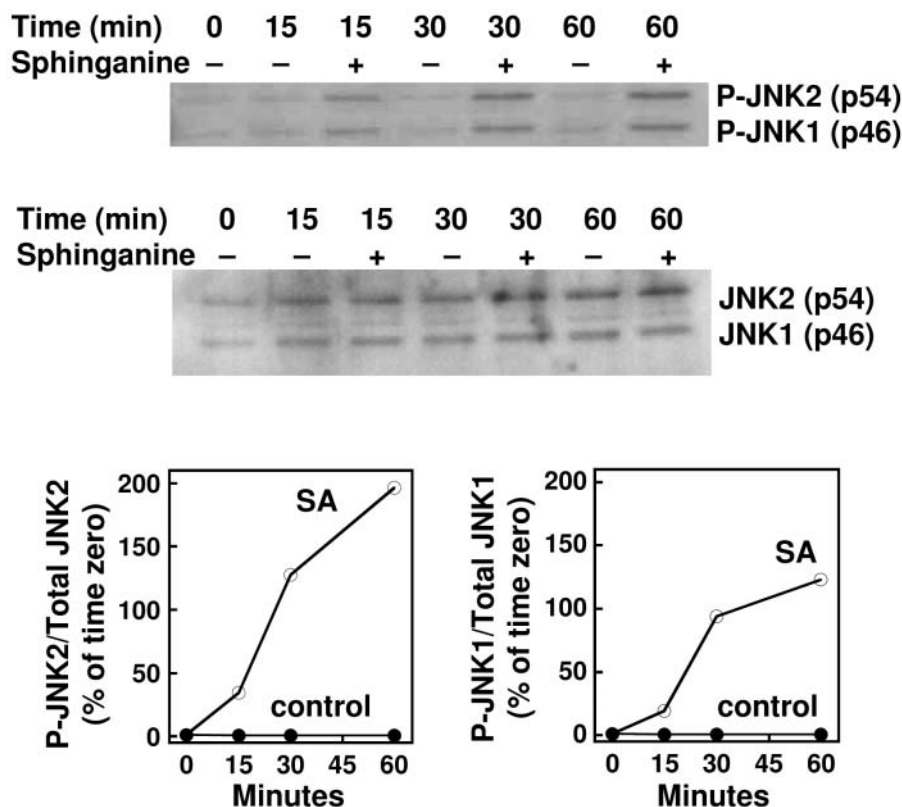 Time (min) 0 15 15 30 30 60 60
Sphinganine – – + – + – +
P-JNK2 (p54)
P-JNK1 (p46)
Time (min) 0 15 15 30 30 60 60
Sphinganine – – + – + – +
JNK2 (p54)
JNK1 (p46)
P-JNK2/Total JNK2
(% of time zero)
200
150
100
50
0
SA
control
0 15 30 45 60
Minutes
P-JNK1/Total JNK1
(% of time zero)
200
150
100
50
0
SA
control
0 15 30 45 60
Minutes